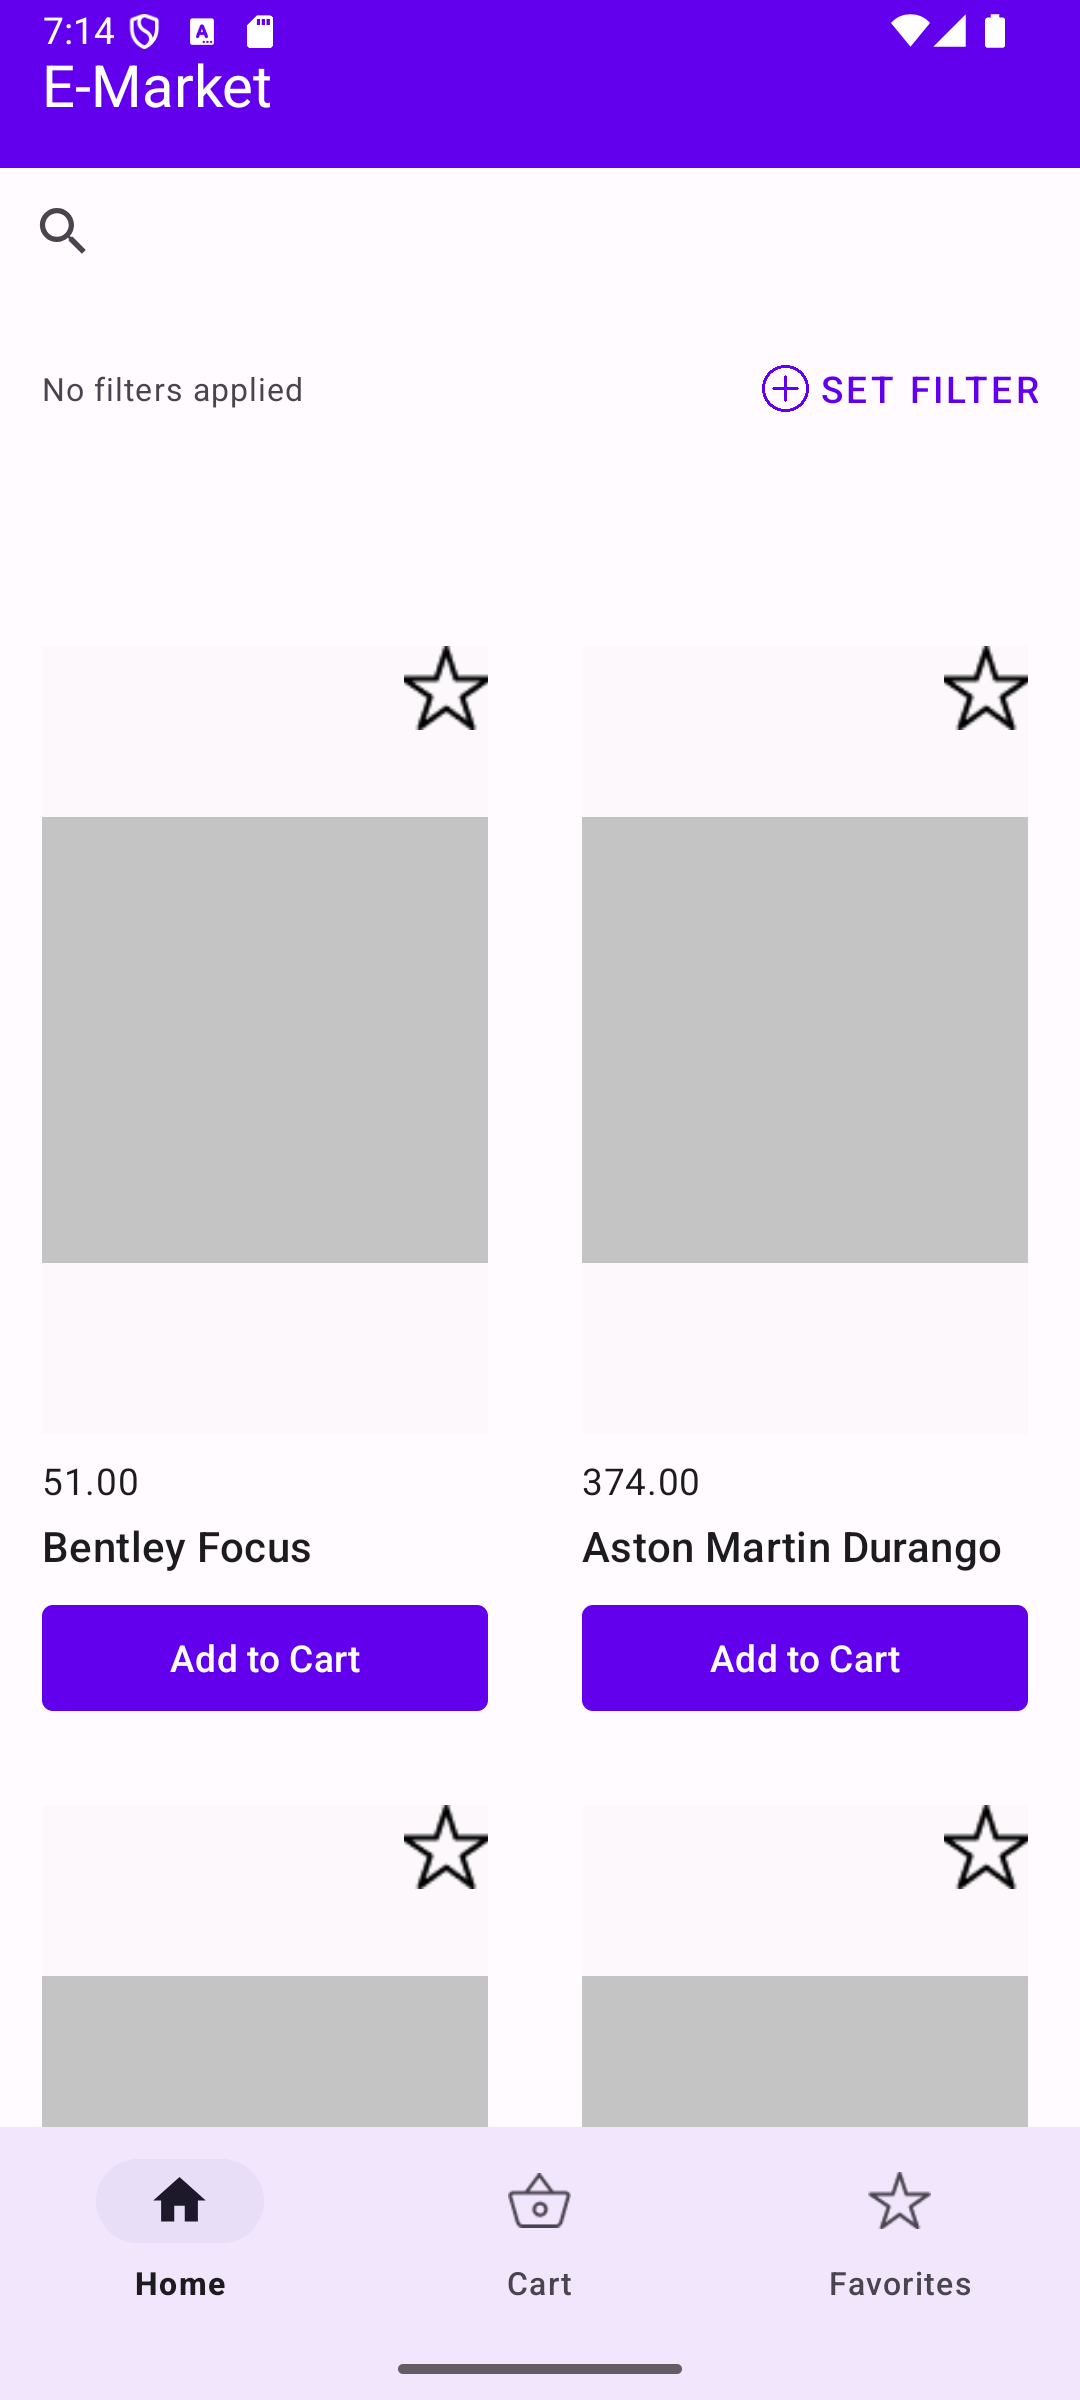 7:14
E-Market
No filters applied
SET FILTER
51.00
374.00
Bentley Focus
Aston Martin Durango
Add to Cart
Add to Cart
Home
Cart
Favorites